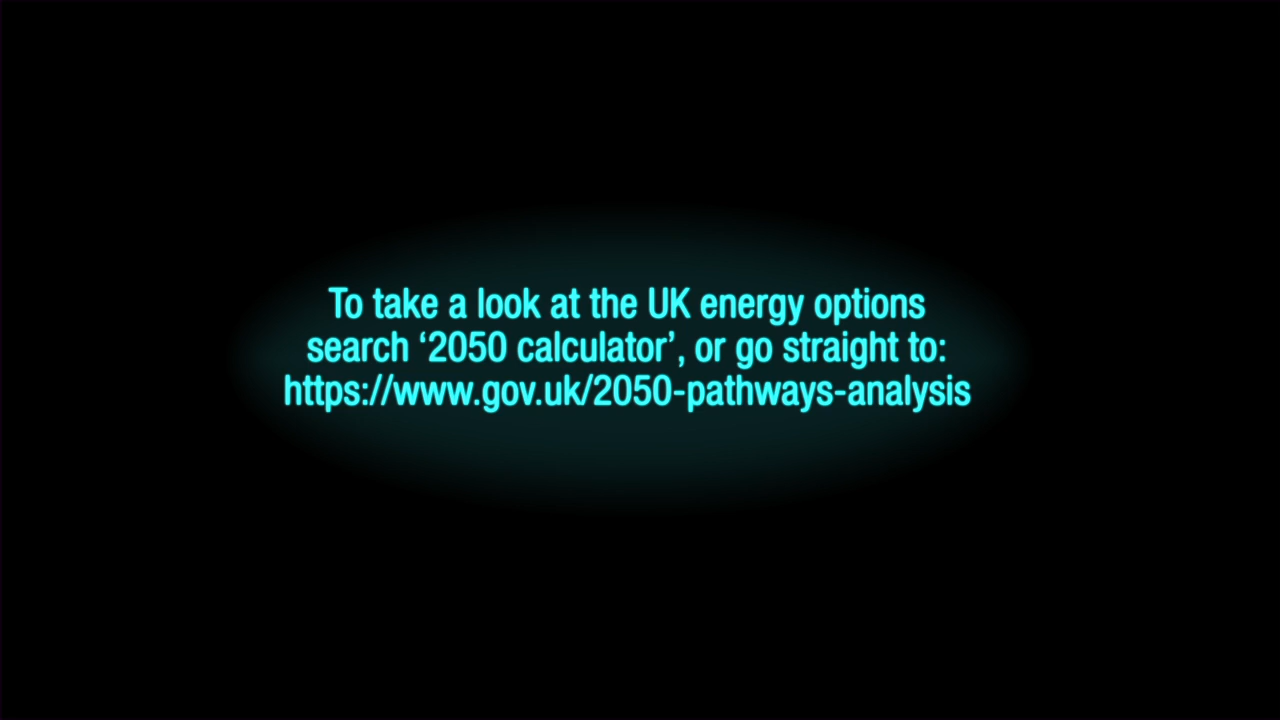 To take a look at the UK energy options
search ‘2050 calculator’, or go straight to:
https://www.gov.uk/2050-pathways-analysis